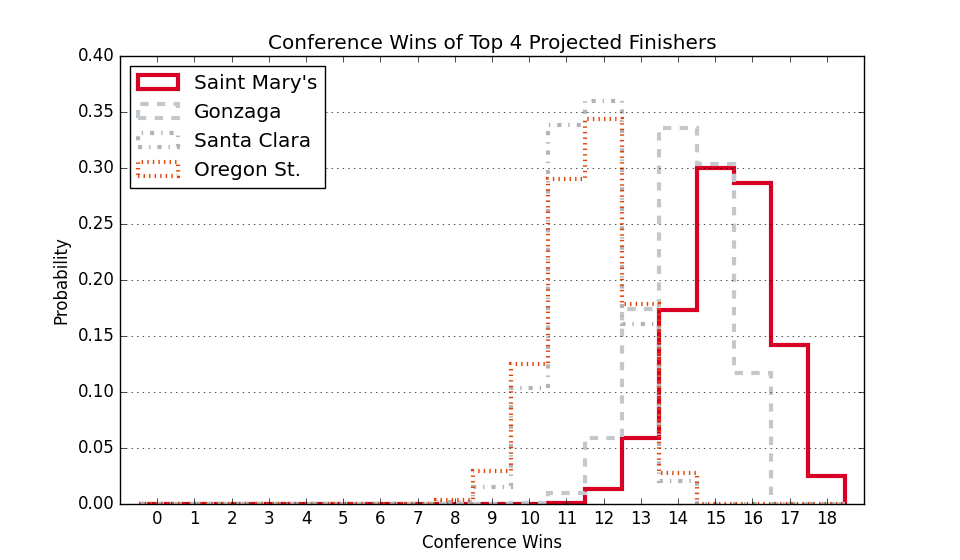 Conference Wins of Top 4 Projected Finishers
0.40
0.35
0.30
0.25
0.20
0.15
0.10
0.05
0.00
Probability
Saint Mary's
Gonzaga
Santa Clara
Oregon St.
0 1 2 3 4 5 6 7 8 9 10 11 12 13 14 15 16 17 18
Conference Wins